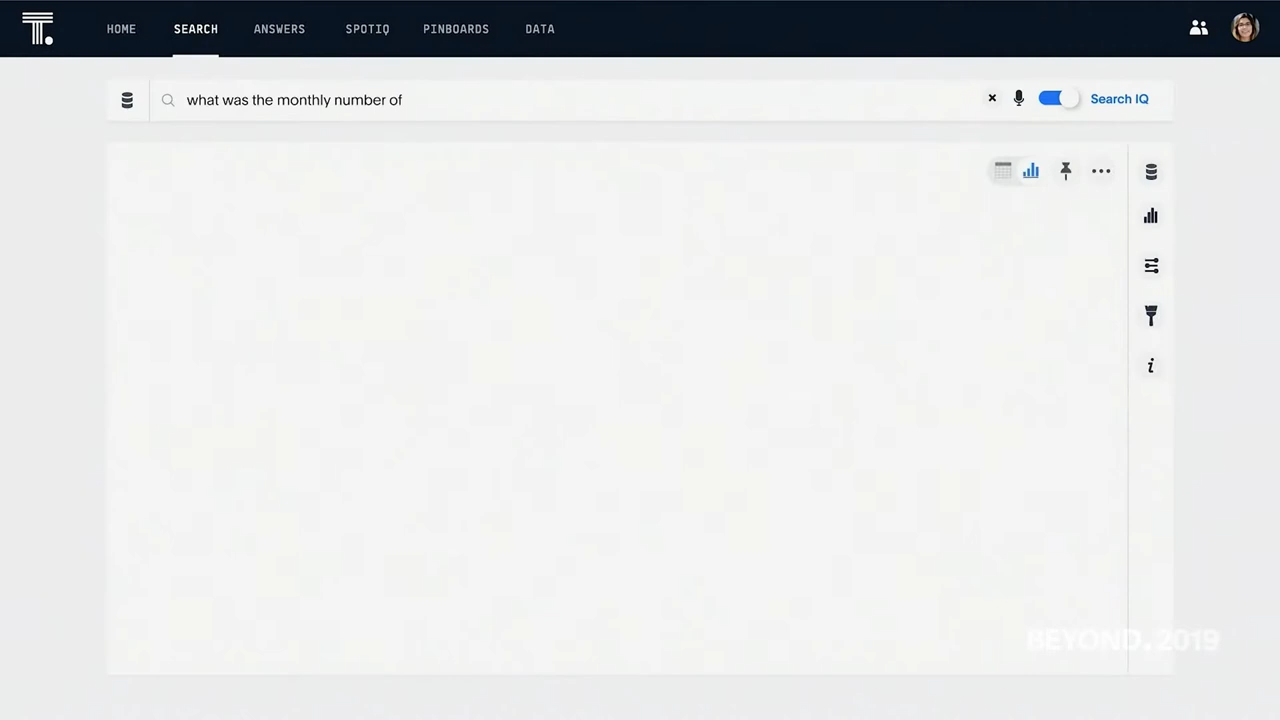 HOME SEARCH ANSWERS SPOTIQ PINBOARDS DATA
what was the monthly number of
Search IQ
BEYOND. 2019